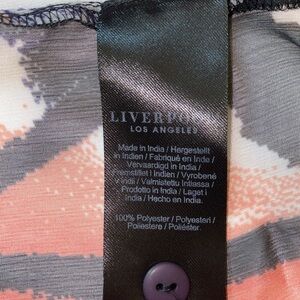 LIVERPOOL
LOS ANGELES
Made in India / Hergestellt
in Indien / Fabriqué en Inde /
Vervaardigd in India /
Fremstillet i Indien / Vyrobené
v Indii / Valmistettu Intiassa /
Prodotto in India / Laget i
India / Hecho en India.
100% Polyester / Polyesteri /
Poliestere / Poliéster.